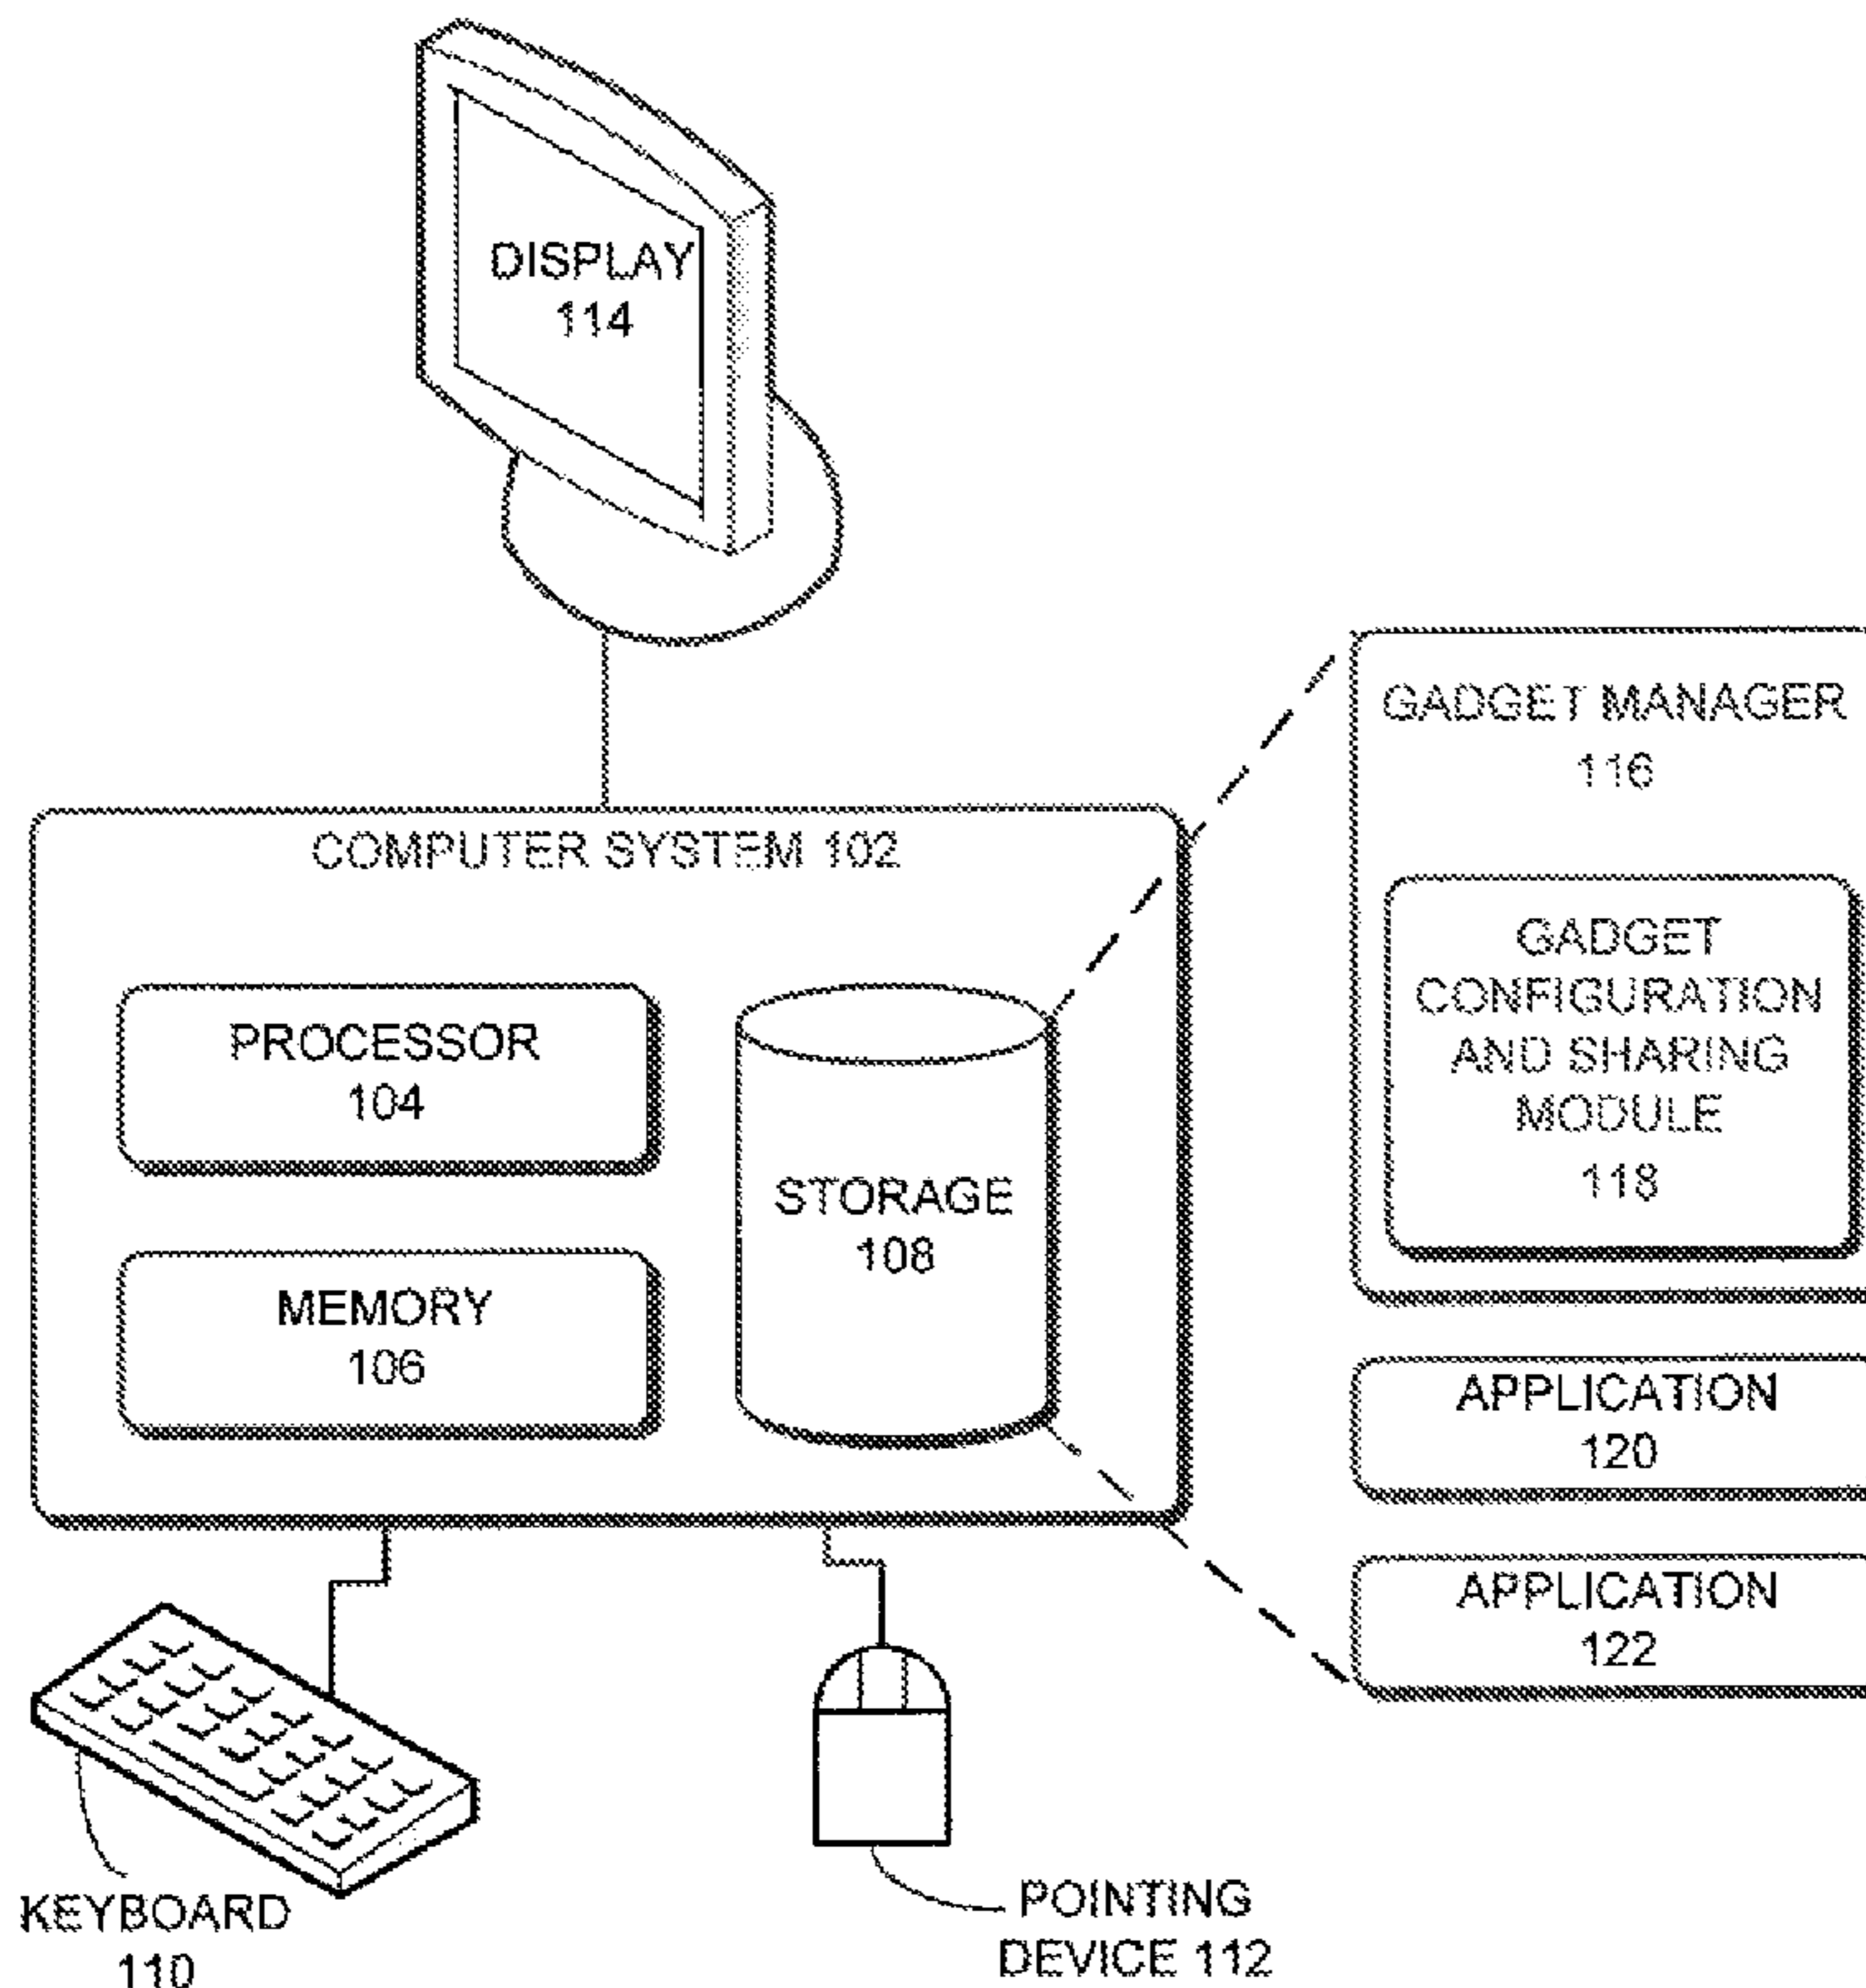 DISPLAY
114
GADGET MANAGER
116
COMPUTER SYSTEM 102
GADGET
CONFIGURATION
AND SHARING
MODULE
118
PROCESSOR
104
STORAGE
108
MEMORY
106
APPLICATION
120
APPLICATION
122
KEYBOARD
110
POINTING
DEVICE 112